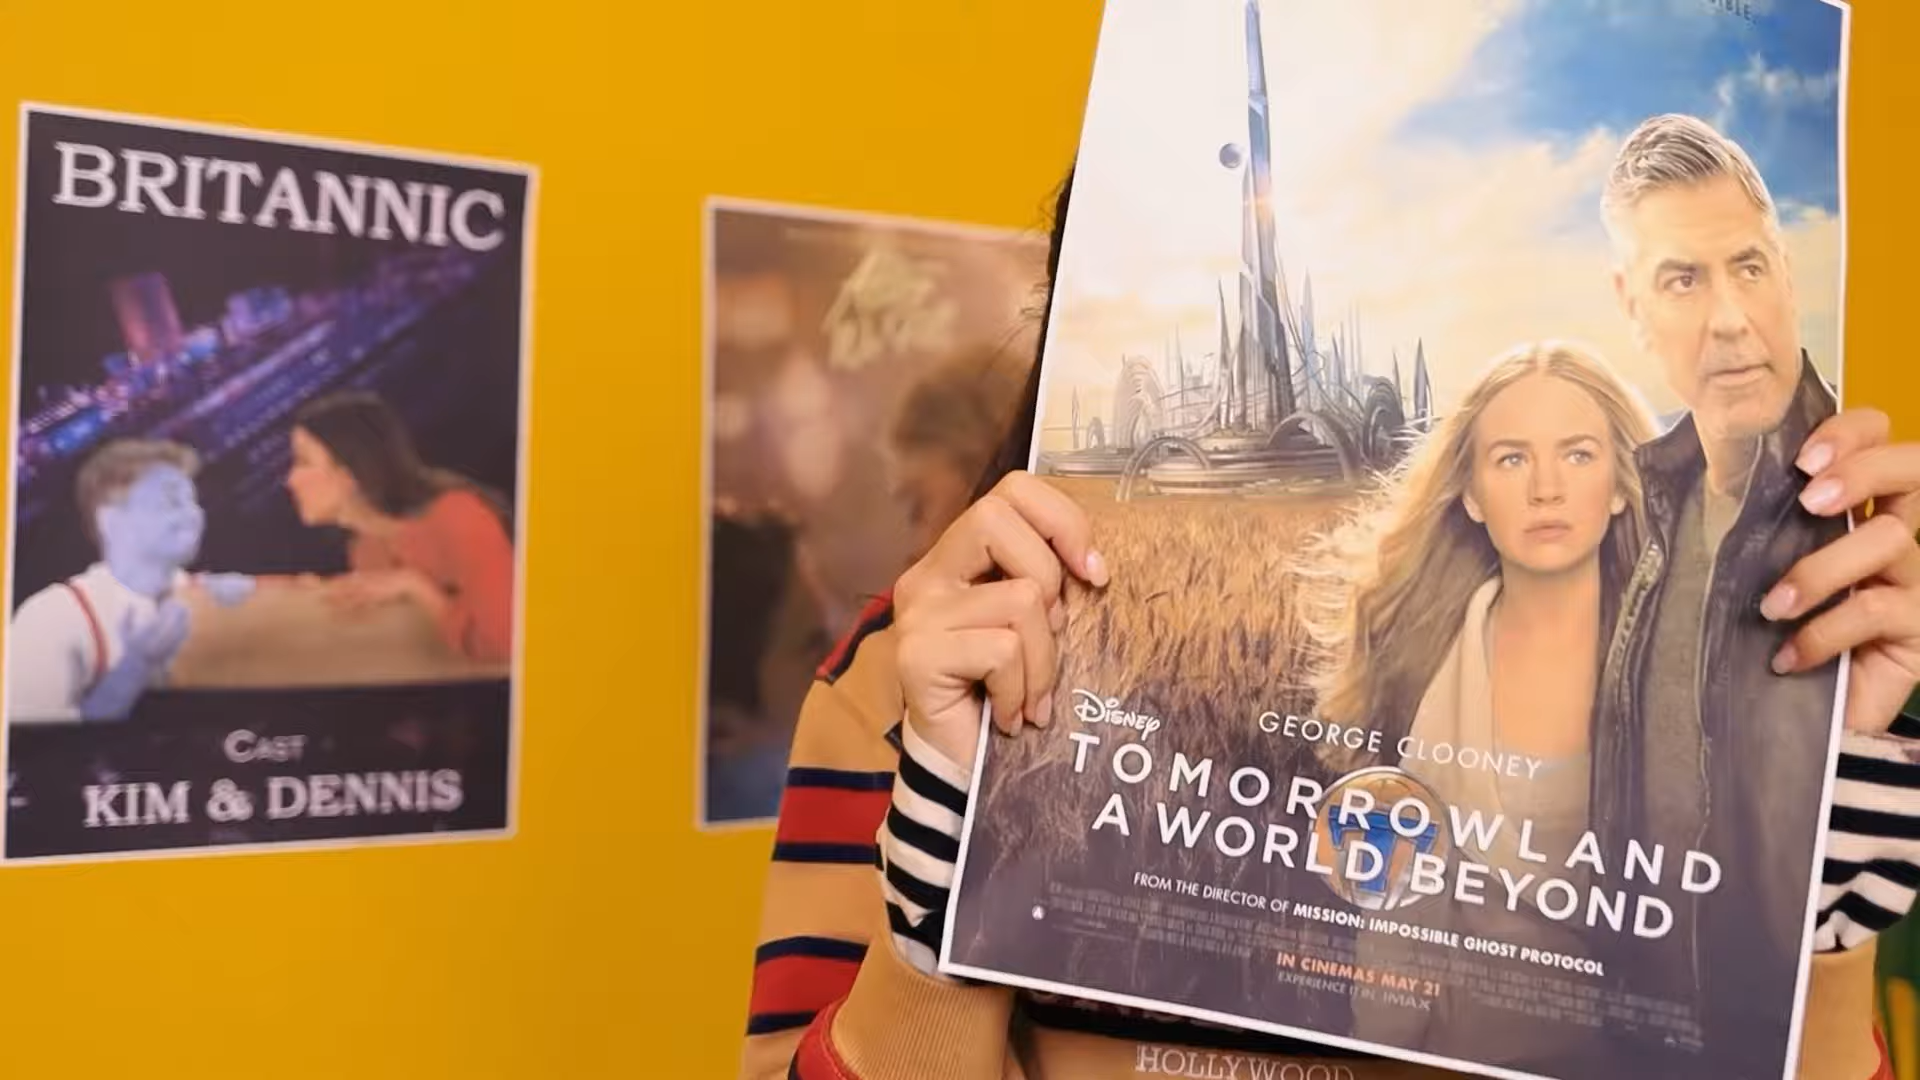 BRITANNIC
CAST
KIM & DENNIS
DISNEY
GEORGE CLOONEY
TOMORROWLAND
A WORLD BEYOND
FROM THE DIRECTOR OF MISSION: IMPOSSIBLE GHOST PROTOCOL
IN CINEMAS MAY 21
EXPERIENCE IT IN IMAX
HOLLYWOOD